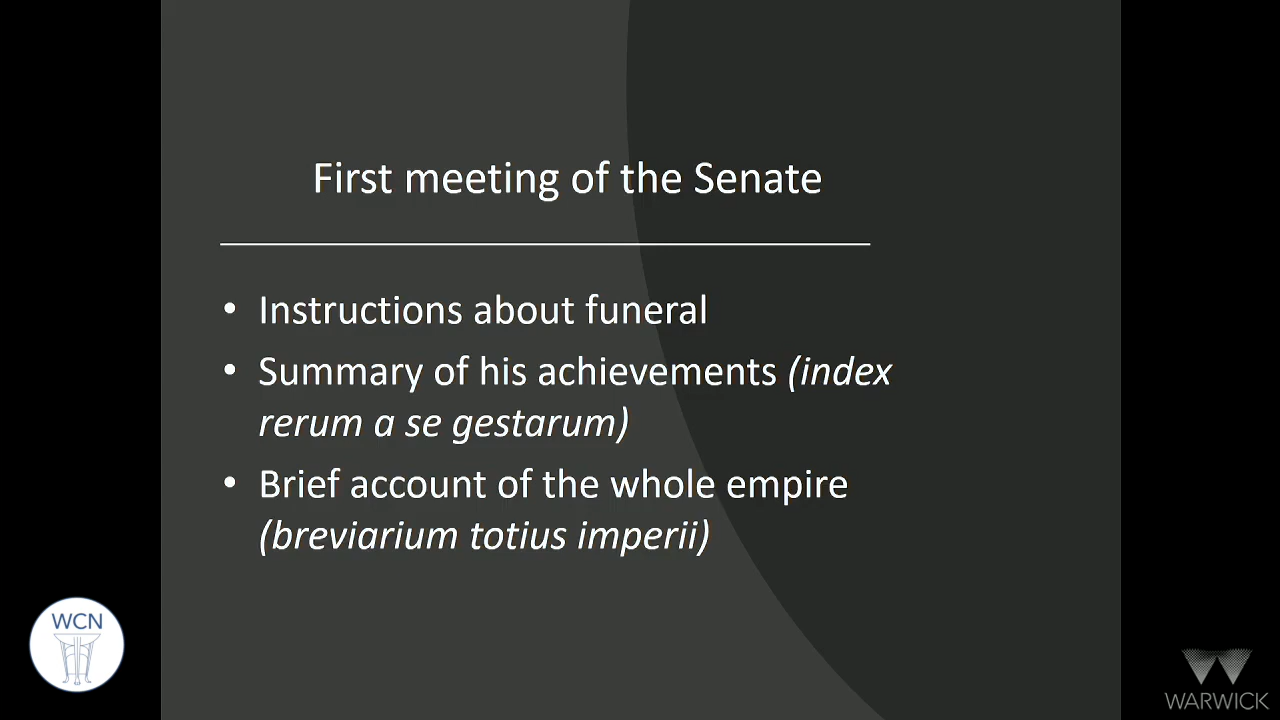 First meeting of the Senate
• Instructions about funeral
• Summary of his achievements (index
rerum a se gestarum)
• Brief account of the whole empire
(breviarium totius imperii)
WCN
WARWICK